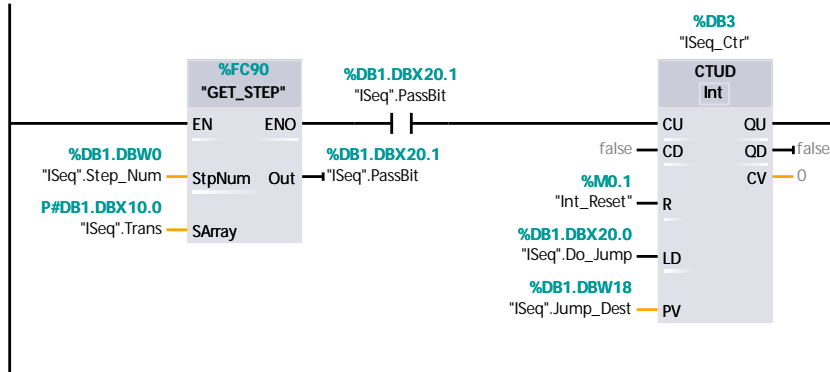 %DB3
"ISeq_Ctr"
%FC90
"GET_STEP"
%DB1.DBX20.1
"ISeq".PassBit
CTUD
Int
EN
ENO
CU
QU
%DB1.DBW0
"ISeq".Step_Num
StpNum
Out
%DB1.DBX20.1
"ISeq".PassBit
false
CD
QD
false
CV
0
P#DB1.DBX10.0
"ISeq".Trans
SArray
%M0.1
"Int_Reset"
R
%DB1.DBX20.0
"ISeq".Do_Jump
LD
%DB1.DBW18
"ISeq".Jump_Dest
PV